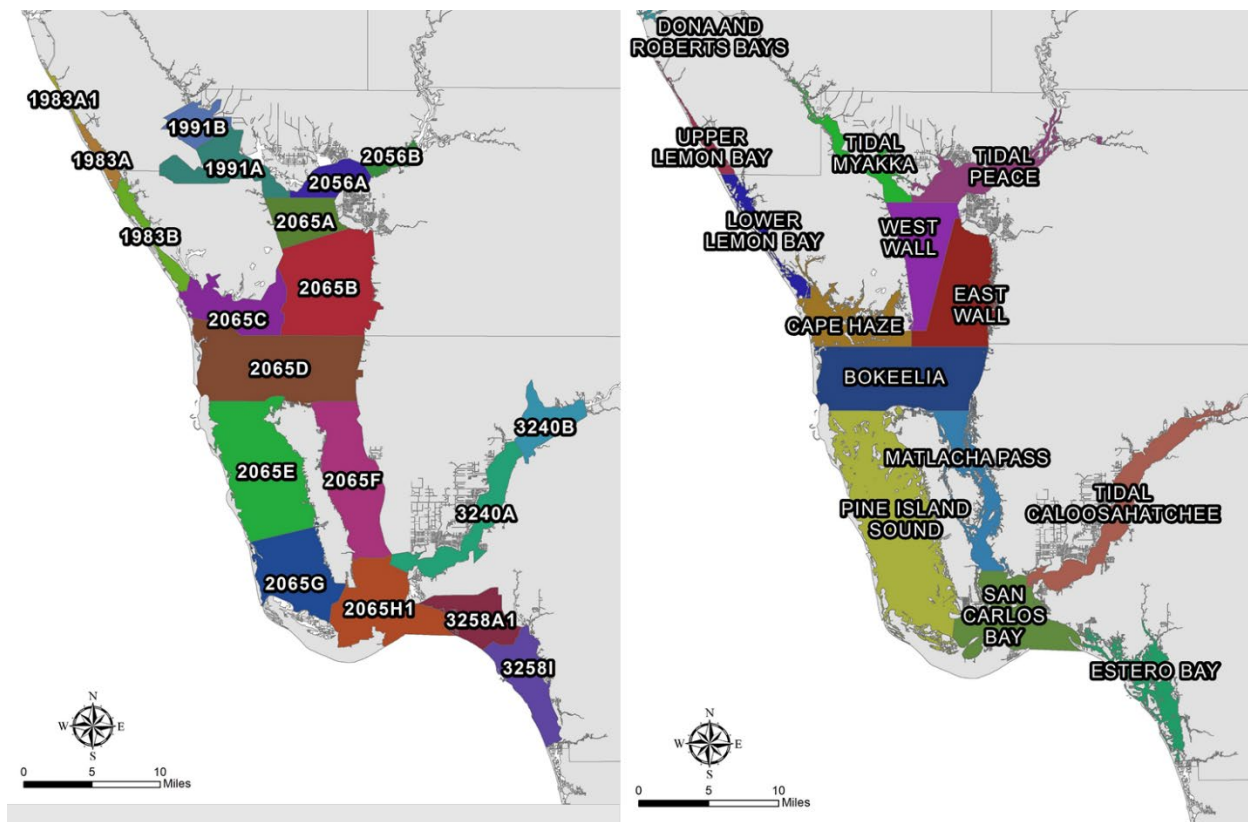 1983A1
1991B
1983A
1991A
2056B
2056A
2065A
1983B
2065B
2065C
2065D
3240B
2065E
2065F
3240A
2065G
2065H1
3258A1
3258I
N
W
E
S
0
5
10
Miles
DONA AND
ROBERTS BAYS
UPPER
LEMON BAY
TIDAL
MYAKKA
TIDAL
PEACE
LOWER
LEMON BAY
WEST
WALL
EAST
WALL
CAPE HAZE
BOKEELIA
MATLACHA PASS
PINE ISLAND
SOUND
TIDAL
CALOOSAHATCHEE
SAN
CARLOS
BAY
ESTERO BAY
N
W
E
S
0
5
10
Miles